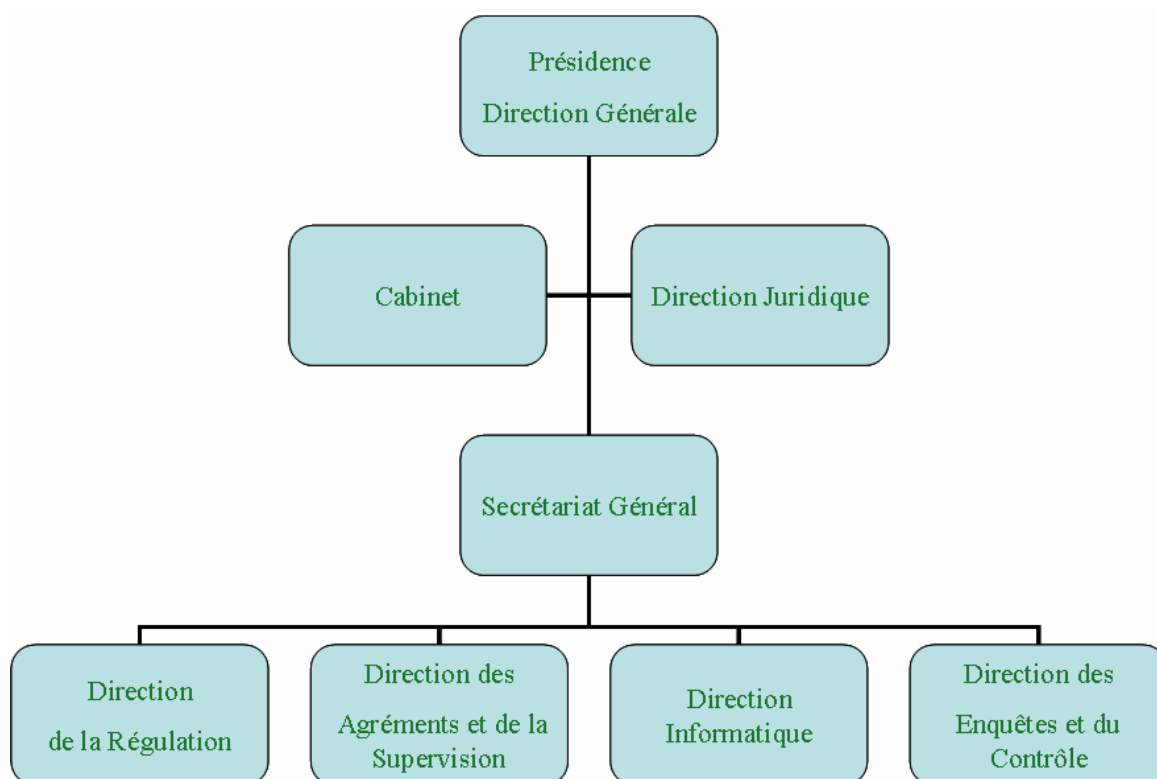 Présidence
Direction Générale
Cabinet
Direction Juridique
Secrétariat Général
Direction
de la Régulation
Direction des
Agréments et de la
Supervision
Direction
Informatique
Direction des
Enquêtes et du
Contrôle